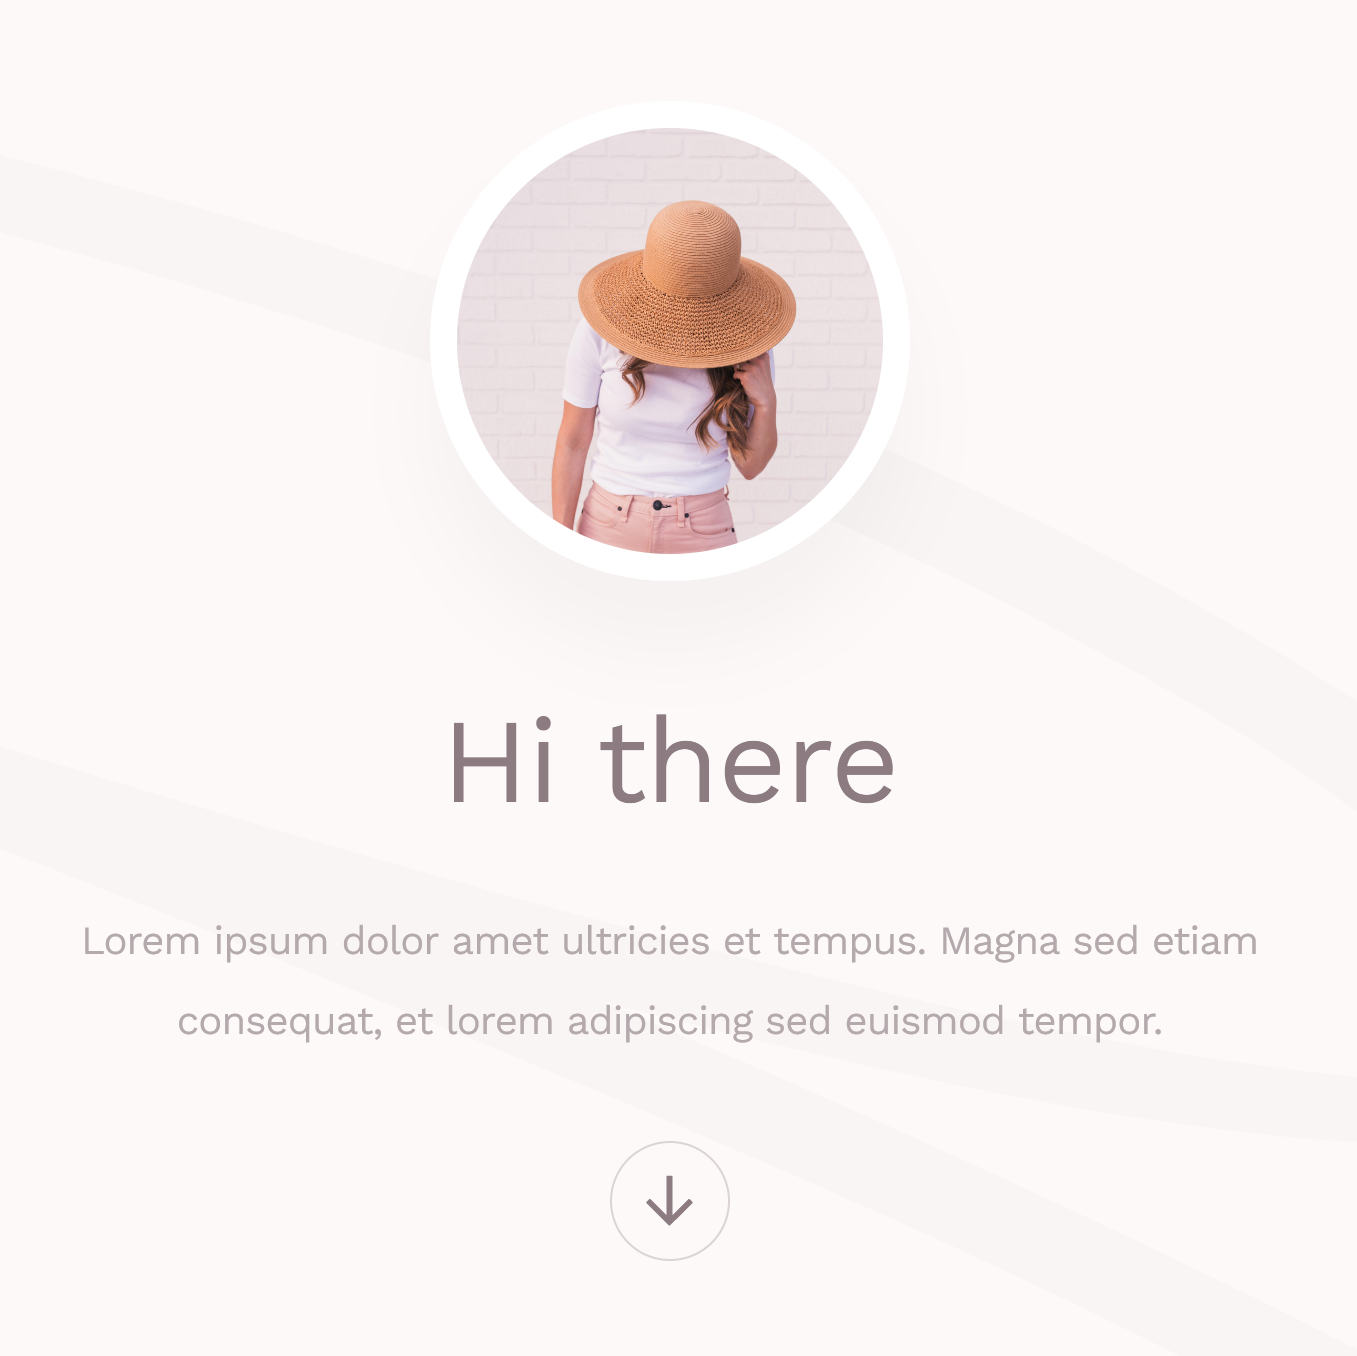 Hi there
Lorem ipsum dolor amet ultricies et tempus. Magna sed etiam
consequat, et lorem adipiscing sed euismod tempor.